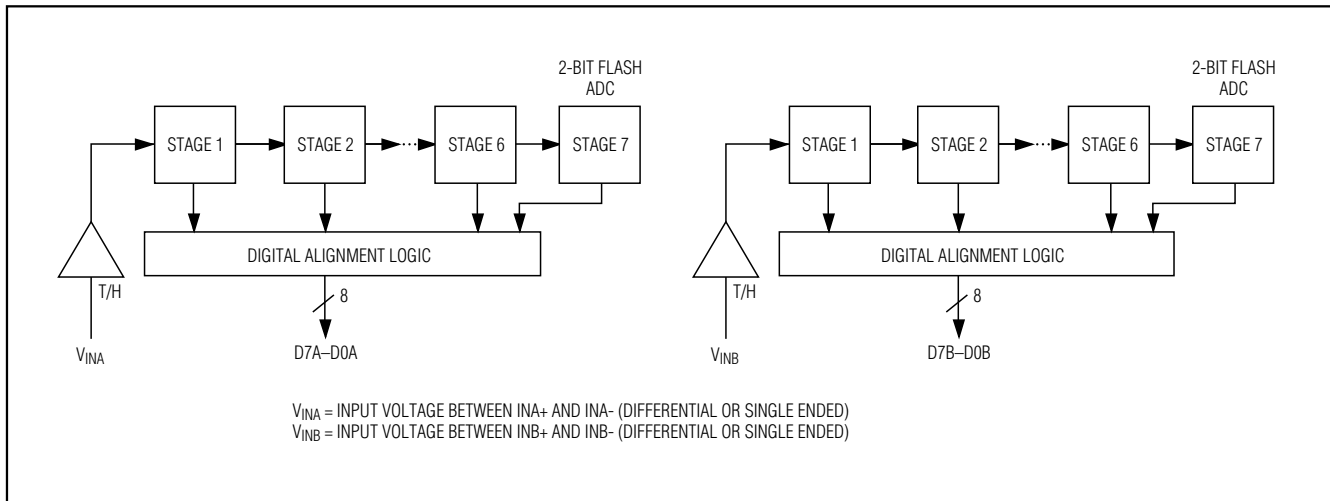 2-BIT FLASH
ADC
STAGE 1
STAGE 2
...
STAGE 6
STAGE 7
DIGITAL ALIGNMENT LOGIC
T/H
8
VINA
D7A–D0A
2-BIT FLASH
ADC
STAGE 1
STAGE 2
...
STAGE 6
STAGE 7
DIGITAL ALIGNMENT LOGIC
T/H
8
VINB
D7B–D0B
VINA = INPUT VOLTAGE BETWEEN INA+ AND INA- (DIFFERENTIAL OR SINGLE ENDED)
VINB = INPUT VOLTAGE BETWEEN INB+ AND INB- (DIFFERENTIAL OR SINGLE ENDED)